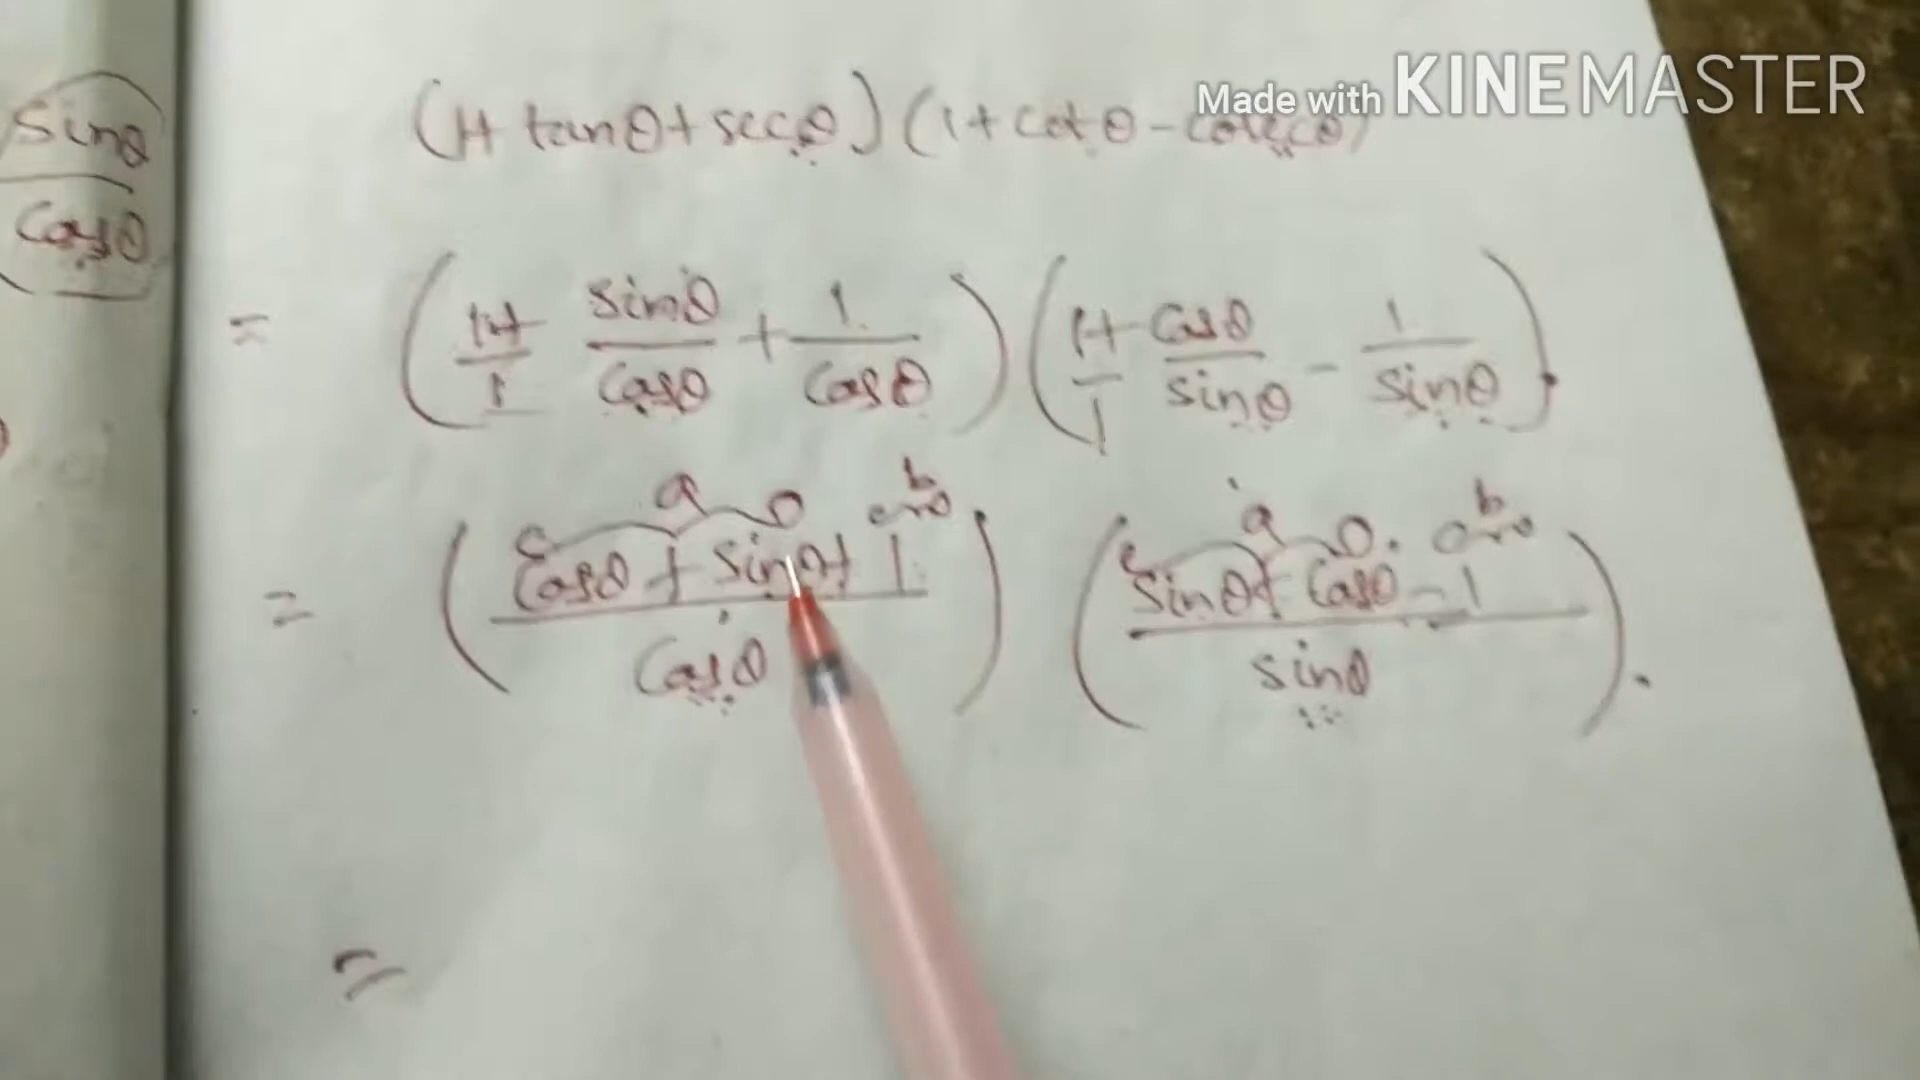 Made with KINEMASTER
(1+ tanθ + secθ) (1 + cotθ - cosecθ)
sinθ
cosθ
= (1/1 + sinθ/cosθ + 1/cosθ) (1/1 + cosθ/sinθ - 1/sinθ)
a b a b
= (cosθ + sinθ + 1 / cosθ) (sinθ + cosθ - 1 / sinθ).
=